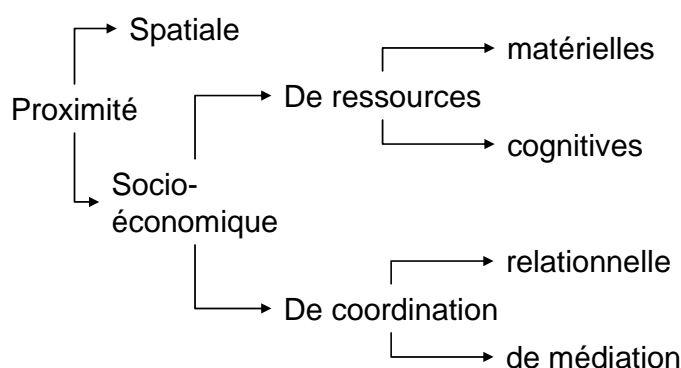 Spatiale
Proximité
Socio-
économique
De ressources
matérielles
cognitives
De coordination
relationnelle
de médiation